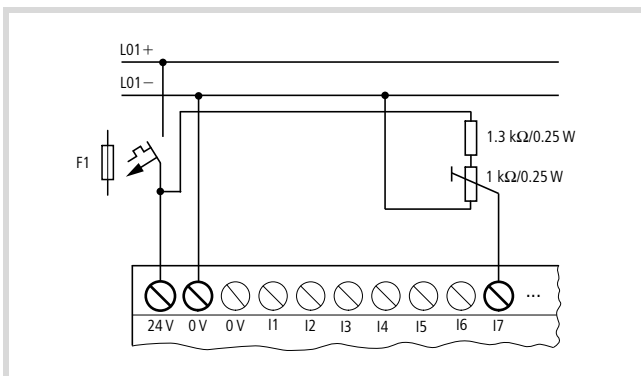 L01+
L01−
F1
1.3 kΩ/0.25 W
1 kΩ/0.25 W
...
24 V 0 V 0 V I1 I2 I3 I4 I5 I6 I7